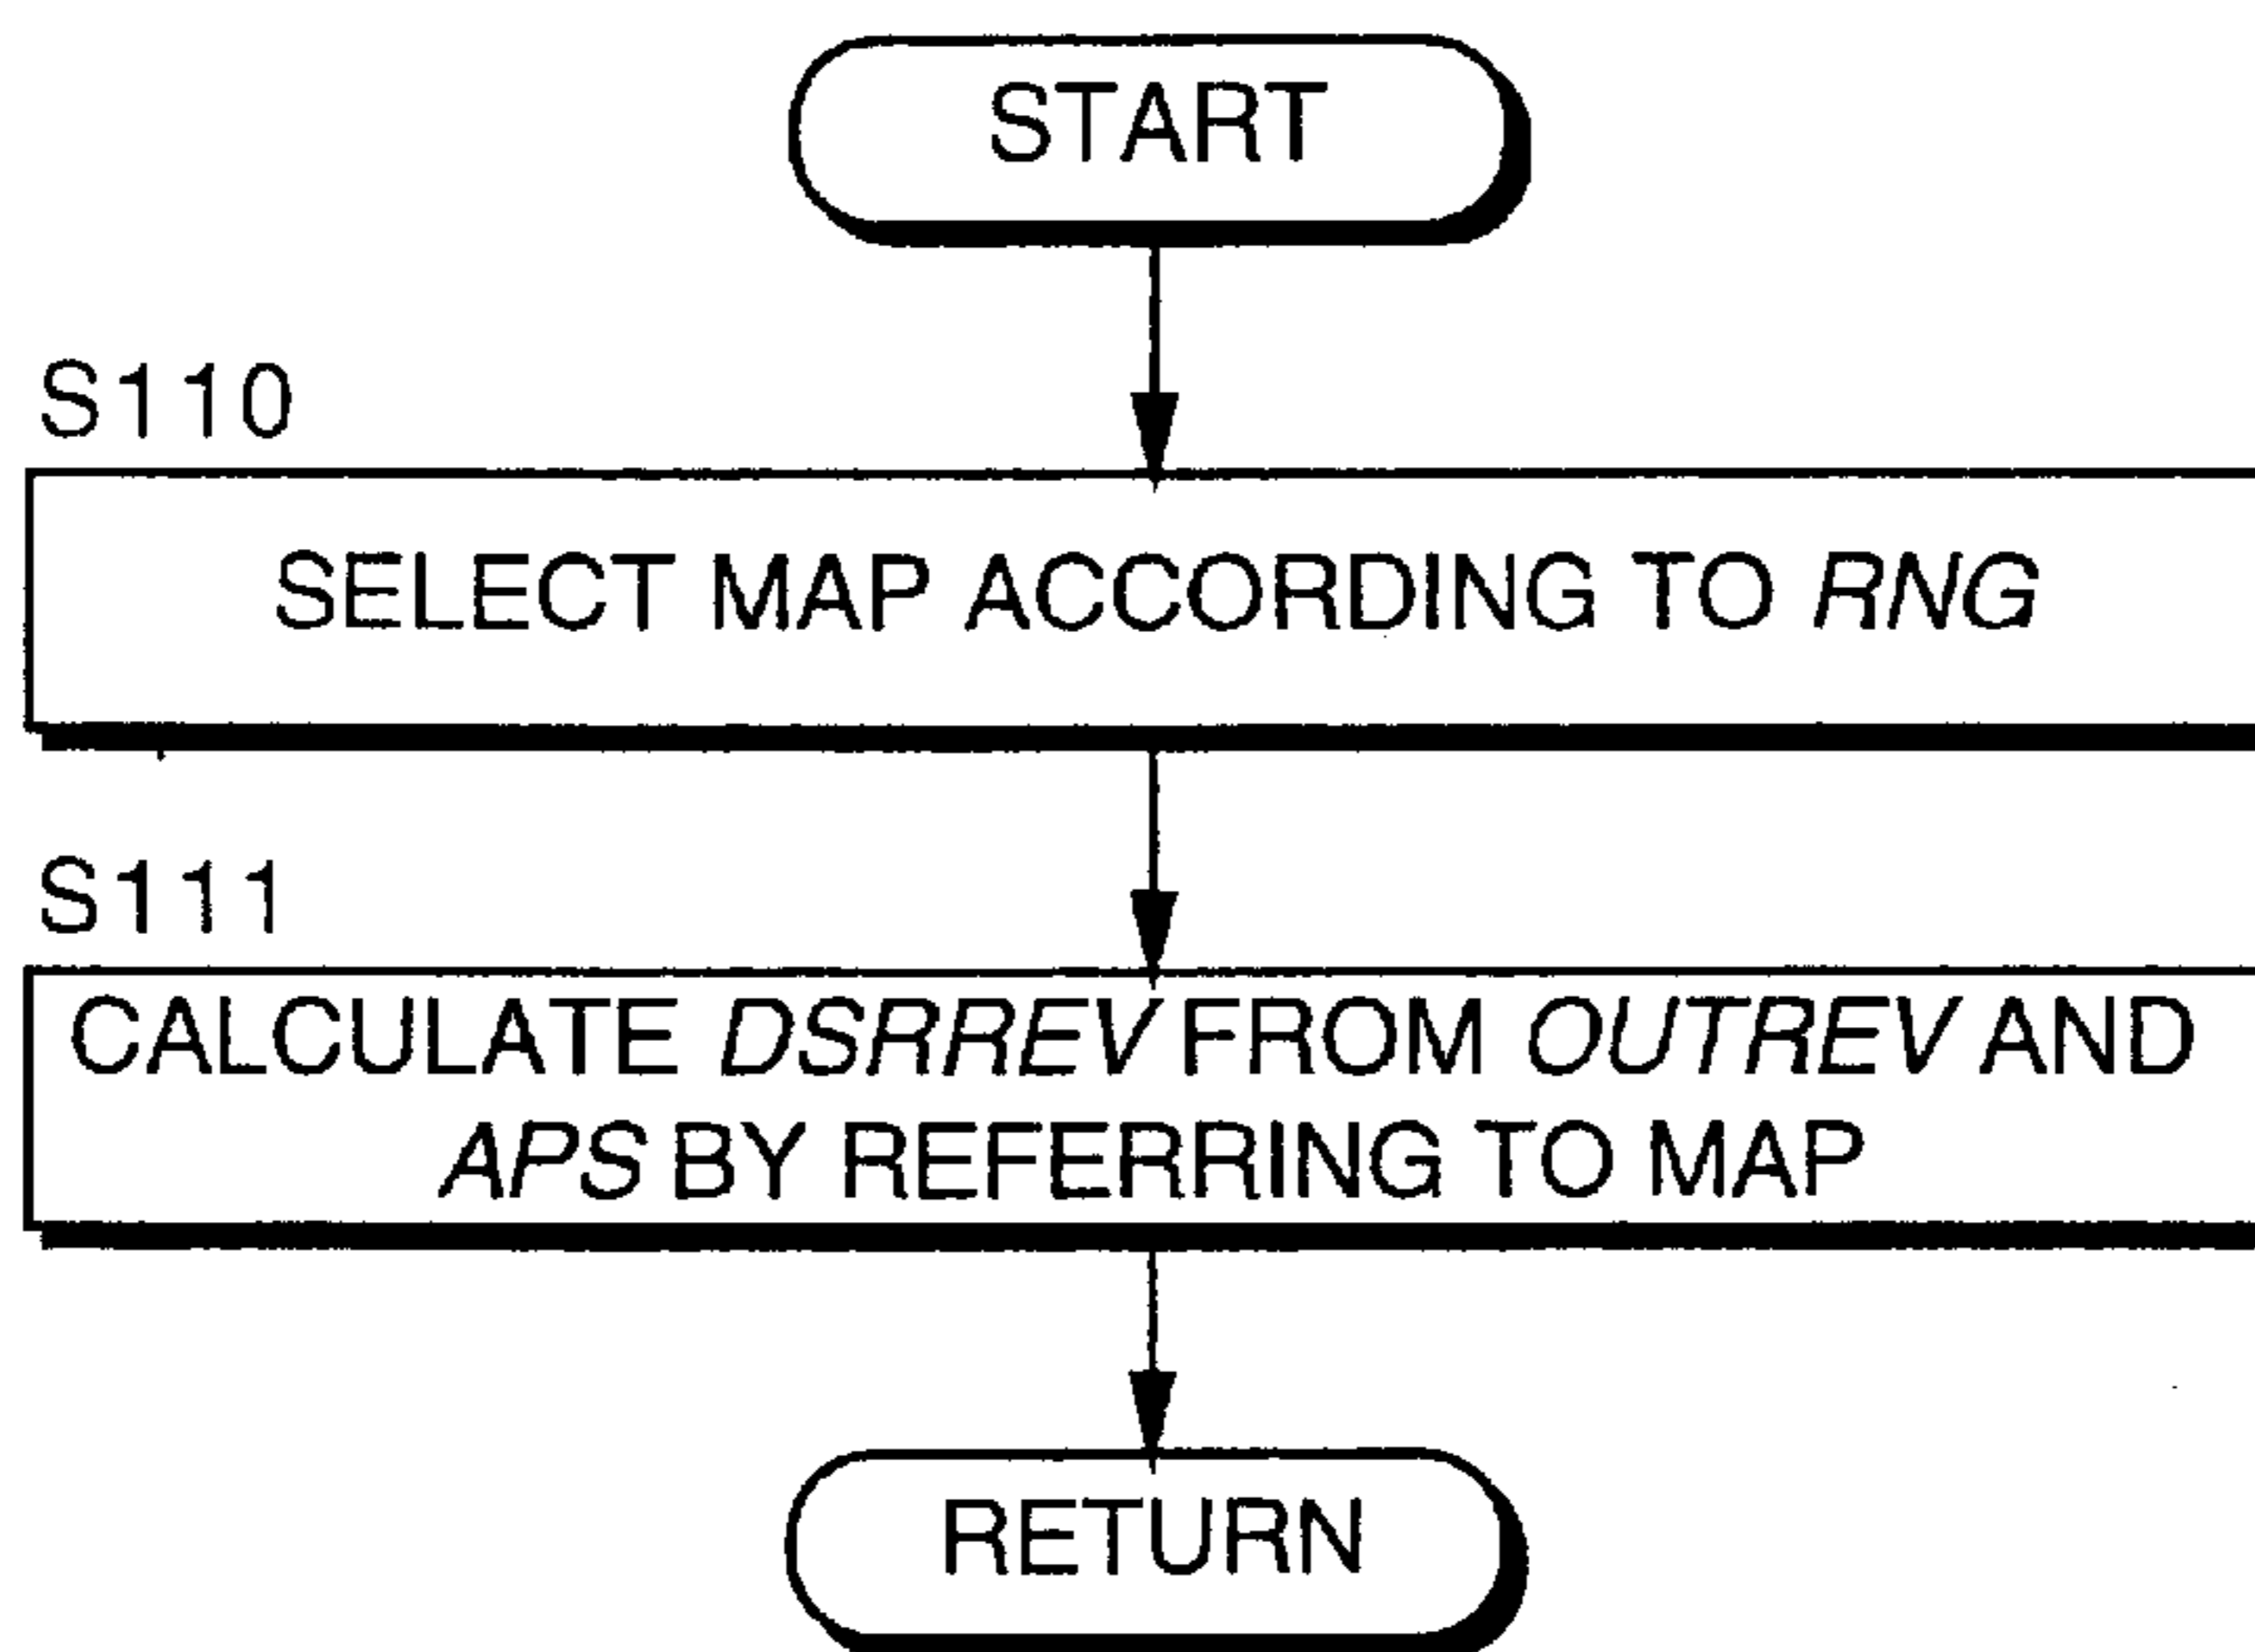 START
S110
SELECT MAP ACCORDING TO RNG
S111
CALCULATE DSRREV FROM OUTREV AND
APS BY REFERRING TO MAP
RETURN